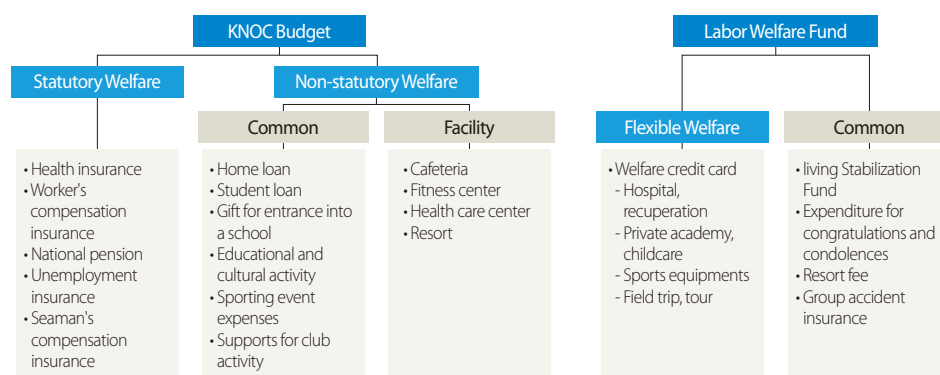 KNOC Budget
Labor Welfare Fund
Statutory Welfare
Non-statutory Welfare
Common
Facility
Flexible Welfare
Common
• Health insurance
• Worker's
compensation
insurance
• National pension
• Unemployment
insurance
• Seaman's
compensation
insurance
• Home loan
• Student loan
• Gift for entrance into
a school
• Educational and
cultural activity
• Sporting event
expenses
• Supports for club
activity
• Cafeteria
• Fitness center
• Health care center
• Resort
• Welfare credit card
- Hospital,
recuperation
- Private academy,
childcare
- Sports equipments
- Field trip, tour
• living Stabilization
Fund
• Expenditure for
congratulations and
condolences
• Resort fee
• Group accident
insurance